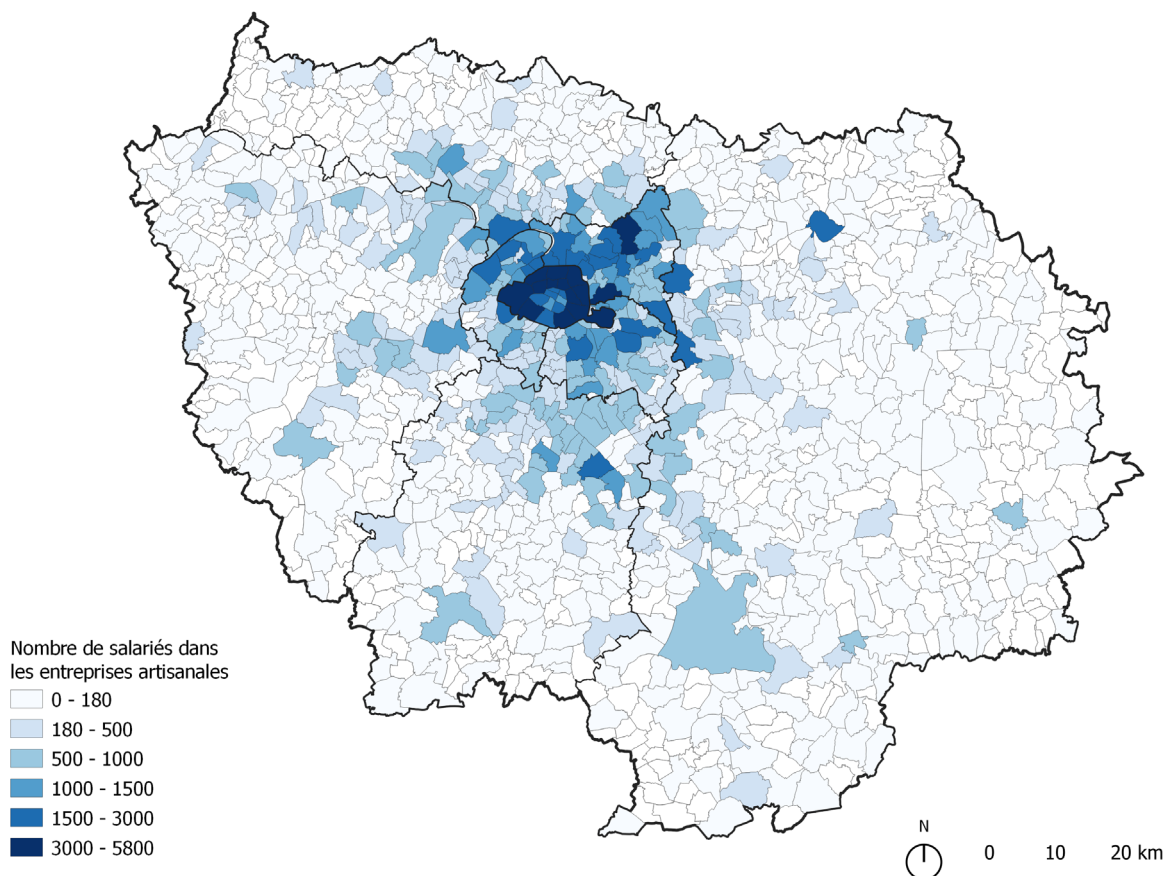 Nombre de salariés dans
les entreprises artisanales
0 - 180
180 - 500
500 - 1000
1000 - 1500
1500 - 3000
3000 - 5800
N
0 10 20 km